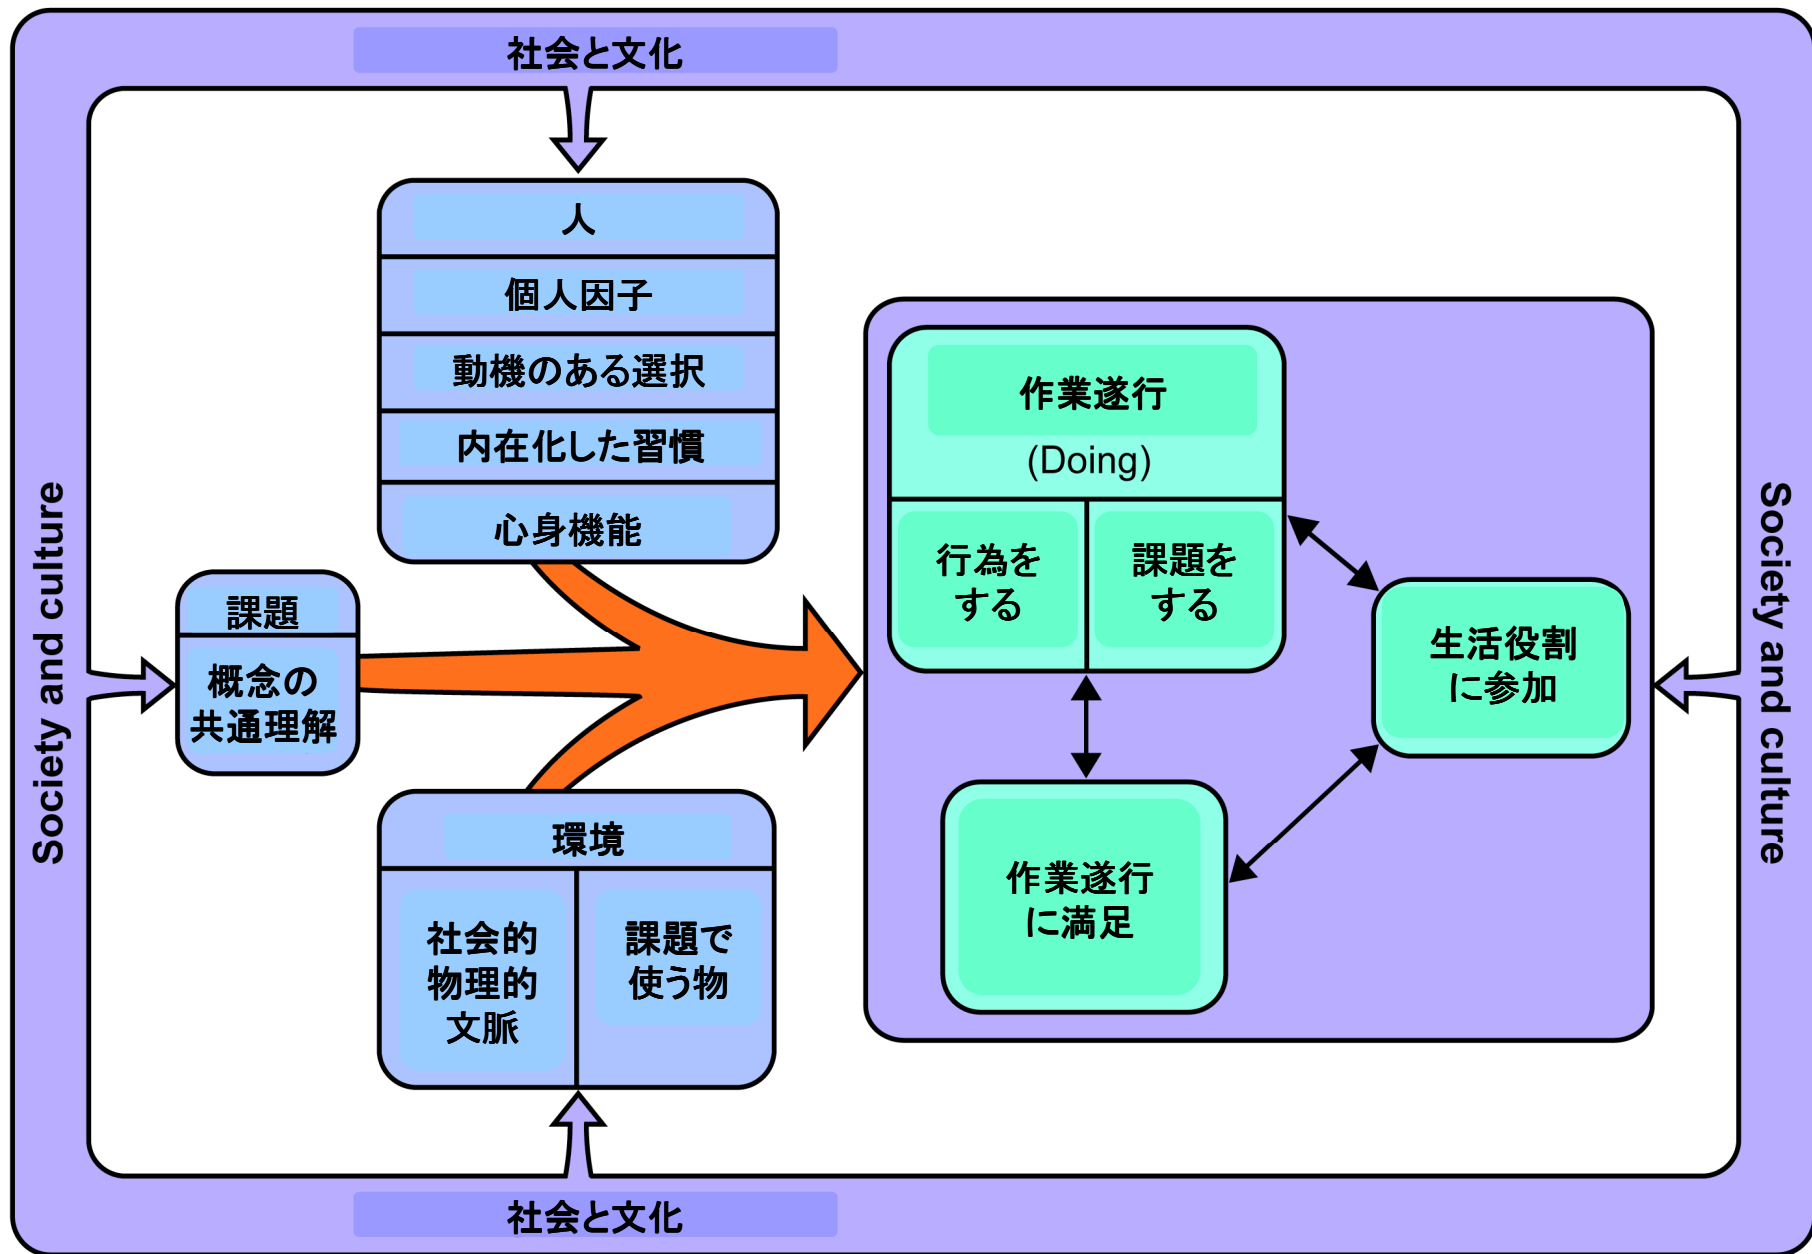 社会と文化
人
個人因子
動機のある選択
内在化した習慣
心身機能
課題
概念の
共通理解
環境
社会的
物理的
文脈
課題で
使う物
作業遂行
(Doing)
行為を
する
課題を
する
生活役割
に参加
作業遂行
に満足
Society and culture
Society and culture
社会と文化